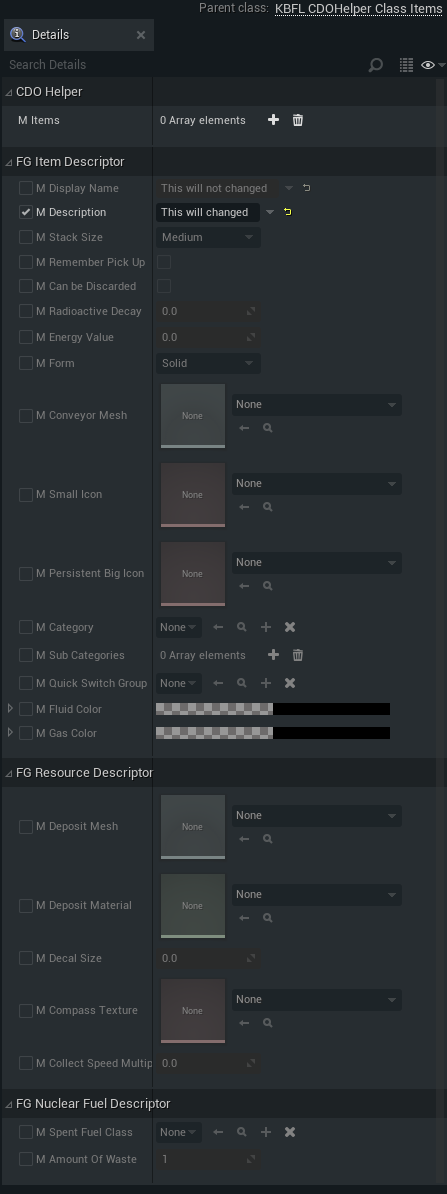 Parent class: KBFL CDOHelper Class Items
Details
Search Details
CDO Helper
M Items 0 Array elements
FG Item Descriptor
M Display Name This will not changed
M Description This will changed
M Stack Size Medium
M Remember Pick Up
M Can be Discarded
M Radioactive Decay 0.0
M Energy Value 0.0
M Form Solid
M Conveyor Mesh None None
M Small Icon None None
M Persistent Big Icon None None
M Category None
M Sub Categories 0 Array elements
M Quick Switch Group None
M Fluid Color
M Gas Color
FG Resource Descriptor
M Deposit Mesh None None
M Deposit Material None None
M Decal Size 0.0
M Compass Texture None None
M Collect Speed Multip 0.0
FG Nuclear Fuel Descriptor
M Spent Fuel Class None
M Amount Of Waste 1